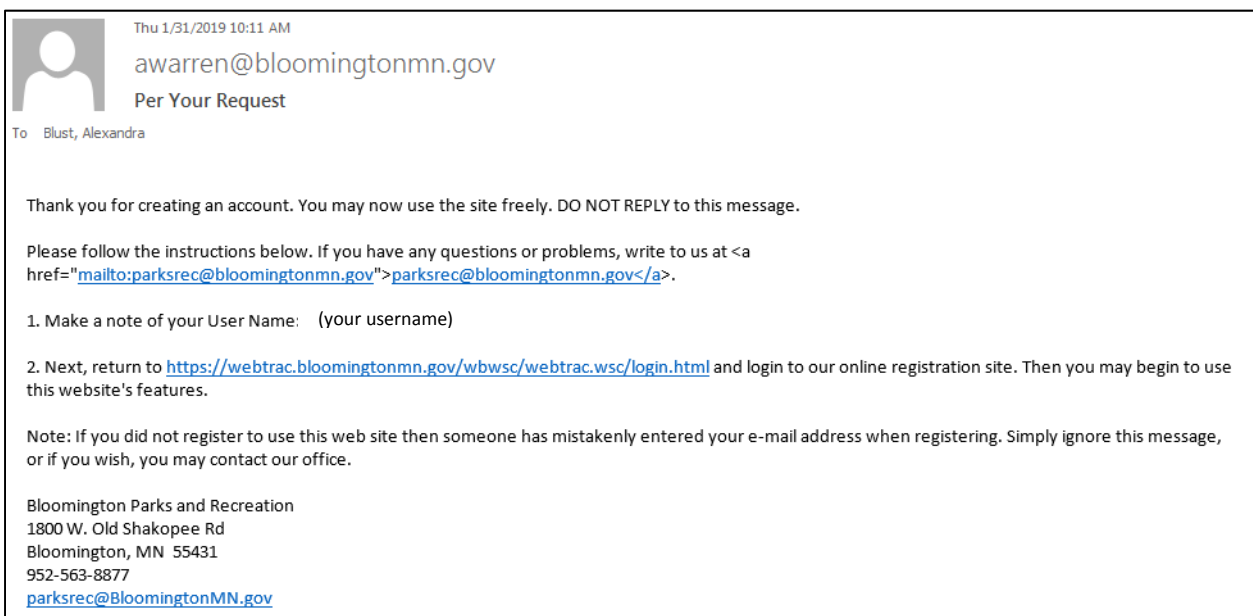 Thu 1/31/2019 10:11 AM
awarren@bloomingtonmn.gov
Per Your Request
To Blust, Alexandra
Thank you for creating an account. You may now use the site freely. DO NOT REPLY to this message.
Please follow the instructions below. If you have any questions or problems, write to us at <a
href="mailto:parksrec@bloomingtonmn.gov">parksrec@bloomingtonmn.gov</a>.
1. Make a note of your User Name: (your username)
2. Next, return to https://webtrac.bloomingtonmn.gov/wbwsc/webtrac.wsc/login.html and login to our online registration site. Then you may begin to use
this website's features.
Note: If you did not register to use this web site then someone has mistakenly entered your e-mail address when registering. Simply ignore this message,
or if you wish, you may contact our office.
Bloomington Parks and Recreation
1800 W. Old Shakopee Rd
Bloomington, MN 55431
952-563-8877
parksrec@BloomingtonMN.gov